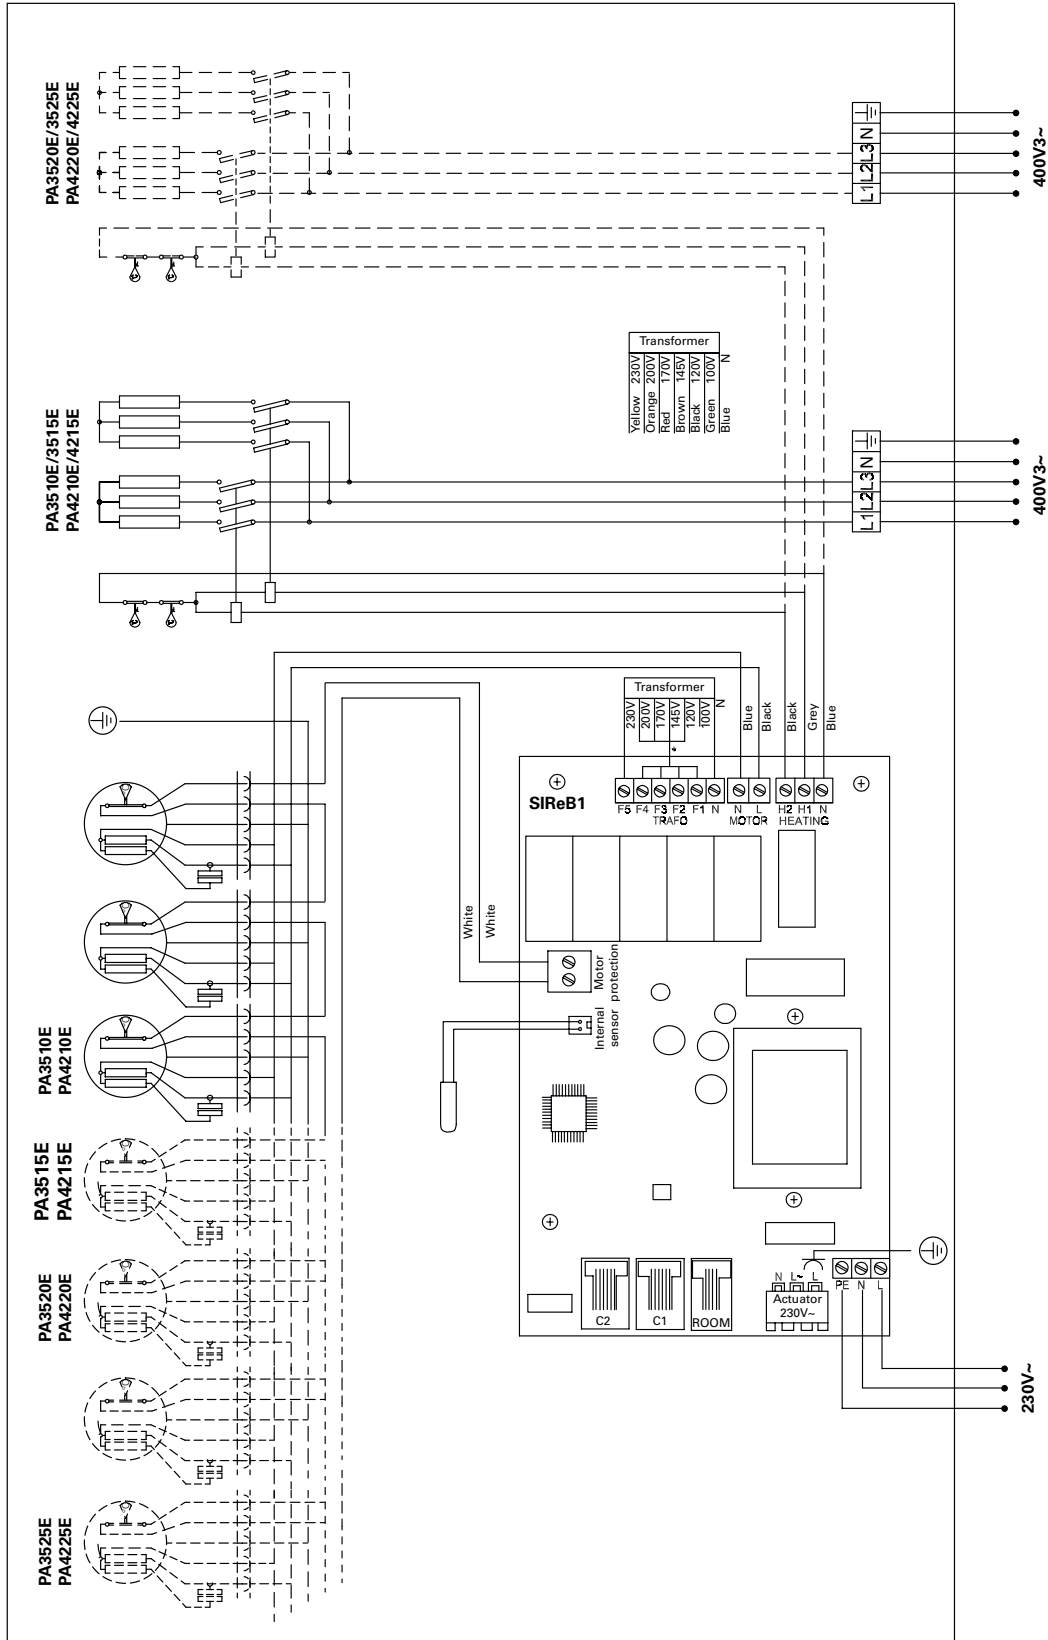 PA3520E/3525E
PA4220E/4225E
L1 L2 L3 N
400V3~
Transformer
Yellow 230V
Orange 200V
Red 170V
Brown 145V
Black 120V
Green 100V
Blue N
PA3510E/3515E
PA4210E/4215E
L1 L2 L3 N
400V3~
Transformer
230V
200V
170V
145V
120V
100V
N
*
Blue
Black
Black
Grey
Blue
SIReB1
F5 F4 F3 F2 F1 N
TRAFO
N L
MOTOR
H2 H1 N
HEATING
White
White
Motor
protection
Internal
sensor
PA3510E
PA4210E
PA3515E
PA4215E
PA3520E
PA4220E
PA3525E
PA4225E
C2
C1
ROOM
N L~ L
Actuator
230V~
PE N L
230V~